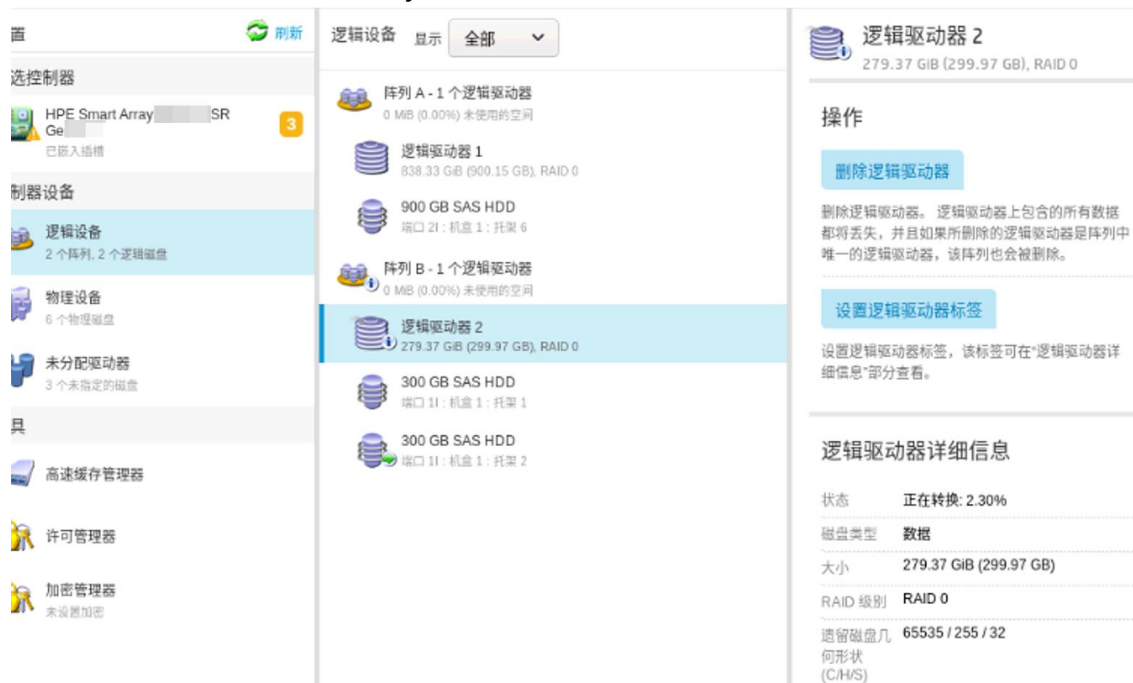 置
刷新
选控制器
HPE Smart Array SR
Ge
已嵌入插槽
3
制器设备
逻辑设备
2 个阵列, 2 个逻辑磁盘
物理设备
6 个物理磁盘
未分配驱动器
3 个未指定的磁盘
具
高速缓存管理器
许可管理器
加密管理器
未设置加密
逻辑设备 显示 全部
阵列 A - 1 个逻辑驱动器
0 MiB (0.00%) 未使用的空间
逻辑驱动器 1
838.33 GiB (900.15 GB), RAID 0
900 GB SAS HDD
端口 2I : 机盒 1 : 托架 6
阵列 B - 1 个逻辑驱动器
0 MiB (0.00%) 未使用的空间
逻辑驱动器 2
279.37 GiB (299.97 GB), RAID 0
300 GB SAS HDD
端口 1I : 机盒 1 : 托架 1
300 GB SAS HDD
端口 1I : 机盒 1 : 托架 2
逻辑驱动器 2
279.37 GiB (299.97 GB), RAID 0
操作
删除逻辑驱动器
删除逻辑驱动器。 逻辑驱动器上包含的所有数据
都将丢失，并且如果所删除的逻辑驱动器是阵列中
唯一的逻辑驱动器，该阵列也会被删除。
设置逻辑驱动器标签
设置逻辑驱动器标签，该标签可在“逻辑驱动器详
细信息”部分查看。
逻辑驱动器详细信息
状态 正在转换: 2.30%
磁盘类型 数据
大小 279.37 GiB (299.97 GB)
RAID 级别 RAID 0
遗留磁盘几 65535 / 255 / 32
何形状
(C/H/S)